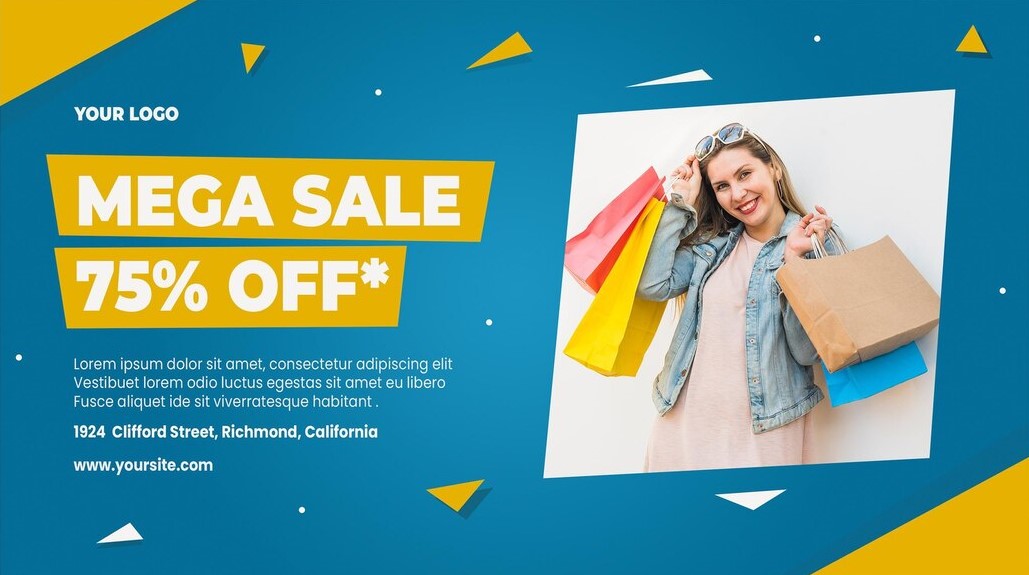 YOUR LOGO
MEGA SALE
75% OFF*
Lorem ipsum dolor sit amet, consectetur adipiscing elit
Vestibuet lorem odio luctus egestas sit amet eu libero
Fusce aliquet ide sit viverratesque habitant .
1924 Clifford Street, Richmond, California
www.yoursite.com